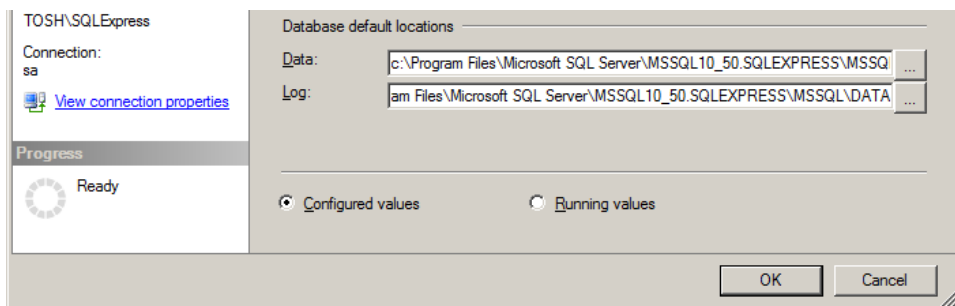 TOSH\SQLExpress
Connection:
sa
View connection properties
Progress
Ready
Database default locations
Data:
c:\Program Files\Microsoft SQL Server\MSSQL10_50.SQLEXPRESS\MSSQ
...
Log:
am Files\Microsoft SQL Server\MSSQL10_50.SQLEXPRESS\MSSQL\DATA
...
Configured values
Running values
OK
Cancel